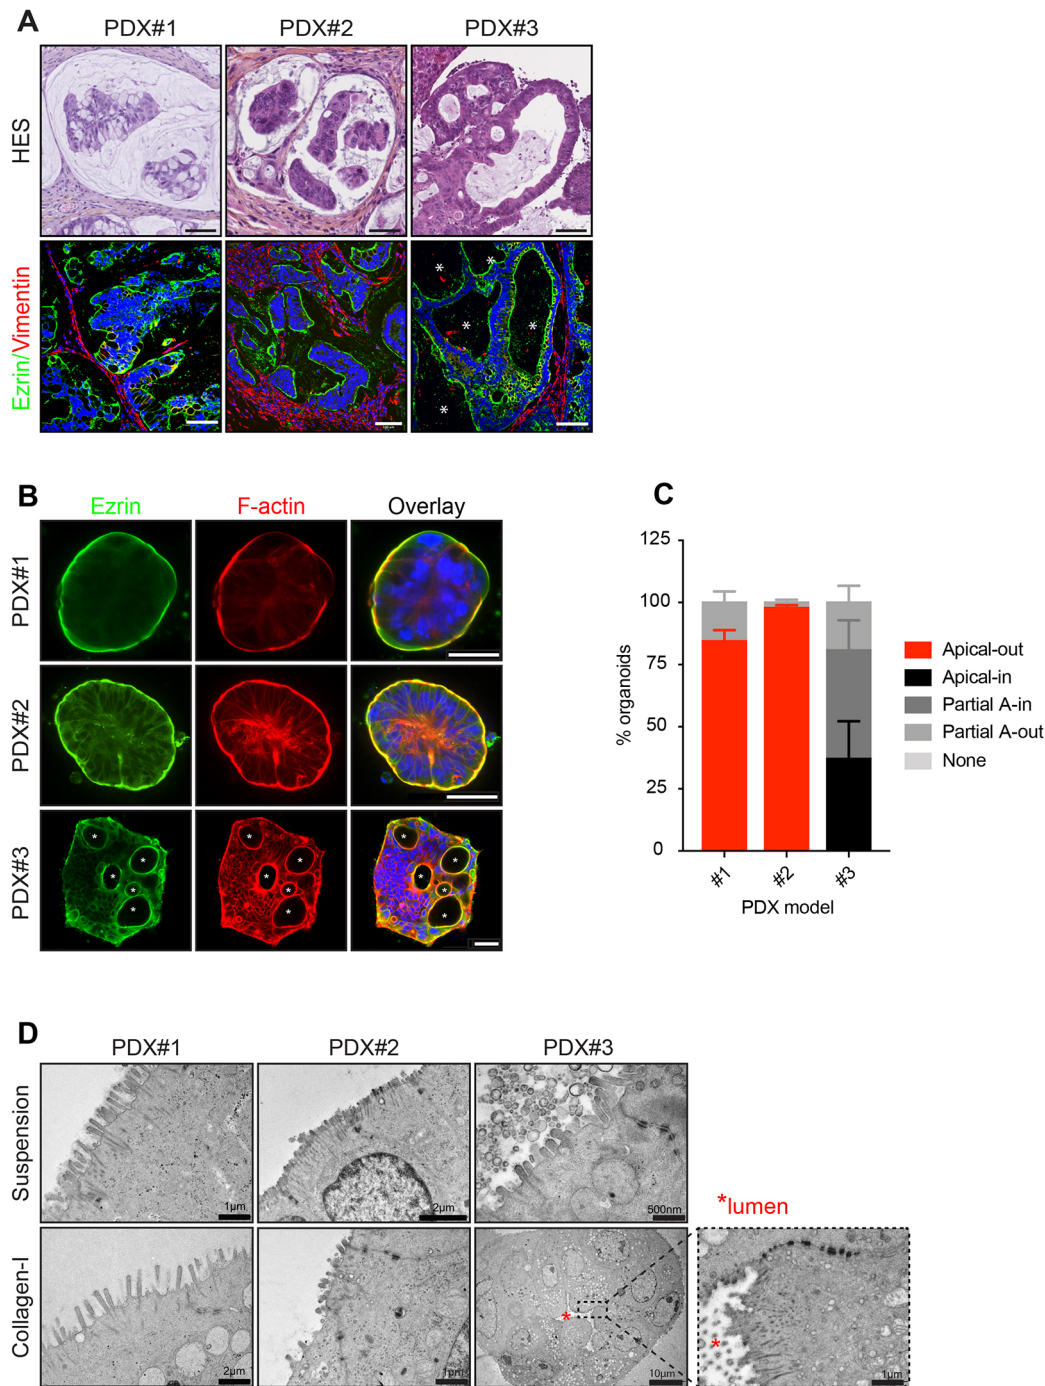 A
PDX#1 PDX#2 PDX#3
HES
Ezrin/Vimentin
* * * * *
B
Ezrin F-actin Overlay
PDX#1
PDX#2
PDX#3
* * * * *
* * * * *
* * * * *
C
% organoids
125
100
75
50
25
0
#1 #2 #3
PDX model
Apical-out
Apical-in
Partial A-in
Partial A-out
None
D
PDX#1 PDX#2 PDX#3
Suspension
1µm 2µm 500nm
*lumen
Collagen-I
2µm 1µm * 10µm * 1µm